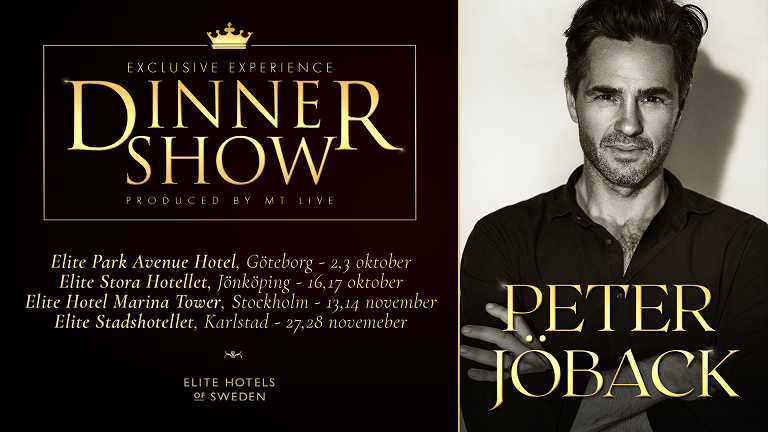 EXCLUSIVE EXPERIENCE
DINNER
SHOW
PRODUCED BY MT LIVE
Elite Park Avenue Hotel, Göteborg - 2,3 oktober
Elite Stora Hotellet, Jönköping - 16,17 oktober
Elite Hotel Marina Tower, Stockholm - 13,14 november
Elite Stadshotellet, Karlstad - 27,28 novemeber
ELITE HOTELS
OF SWEDEN
PETER
JÖBACK